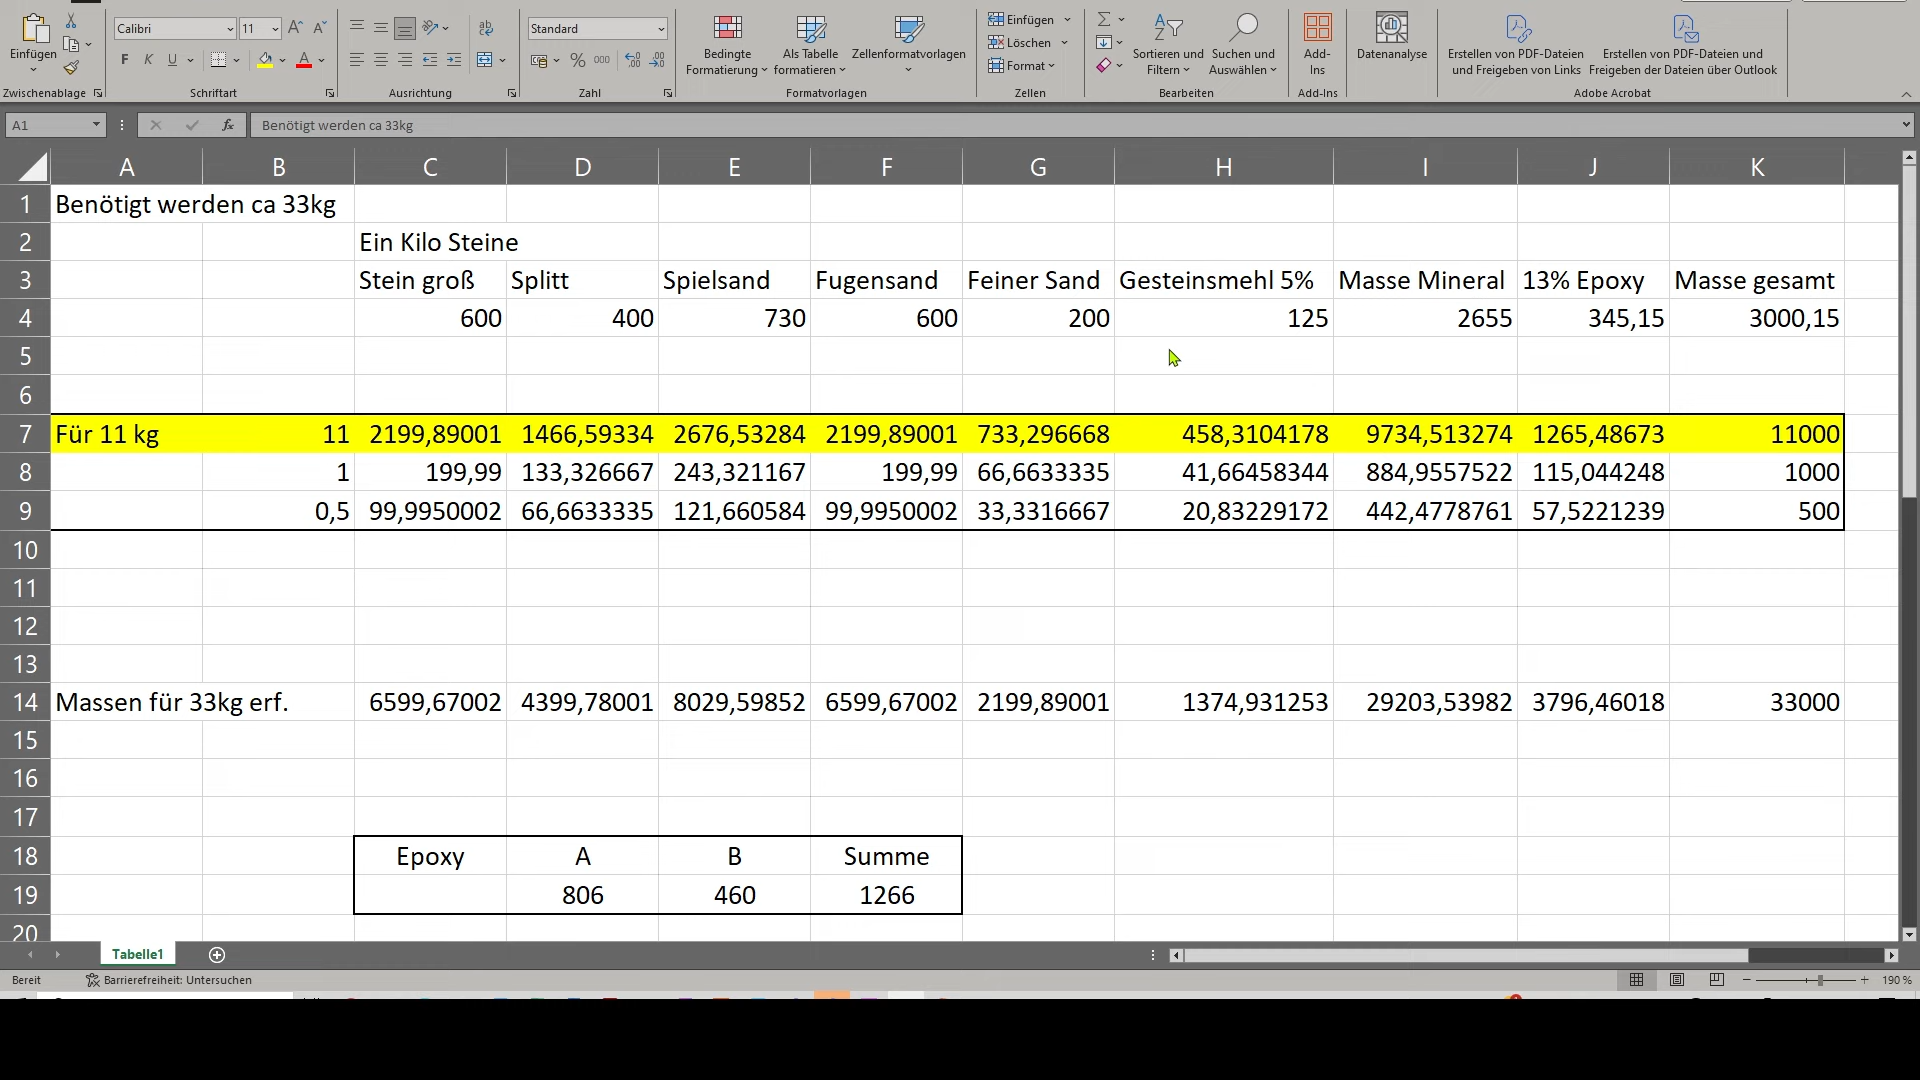 Calibri 11 Standard
Einfügen
F K U
Zwischenablage Schriftart Ausrichtung Zahl
Bedingte Formatierung
Als Tabelle formatieren
Zellenformatvorlagen
Formatvorlagen
Einfügen
Löschen
Format
Zellen
Sortieren und Filtern
Suchen und Auswählen
Bearbeiten
Add-Ins
Add-Ins
Datenanalyse
Erstellen von PDF-Dateien und Freigeben von Links
Erstellen von PDF-Dateien und Freigeben der Dateien über Outlook
Adobe Acrobat
A1 fx Benötigt werden ca 33kg
A B C D E F G H I J K
1 Benötigt werden ca 33kg
2 Ein Kilo Steine
3 Stein groß Splitt Spielsand Fugensand Feiner Sand Gesteinsmehl 5% Masse Mineral 13% Epoxy Masse gesamt
4 600 400 730 600 200 125 2655 345,15 3000,15
5
6
7 Für 11 kg 11 2199,89001 1466,59334 2676,53284 2199,89001 733,296668 458,3104178 9734,513274 1265,48673 11000
8 1 199,99 133,326667 243,321167 199,99 66,6633335 41,66458344 884,9557522 115,044248 1000
9 0,5 99,9950002 66,6633335 121,660584 99,9950002 33,3316667 20,83229172 442,4778761 57,5221239 500
10
11
12
13
14 Massen für 33kg erf. 6599,67002 4399,78001 8029,59852 6599,67002 2199,89001 1374,931253 29203,53982 3796,46018 33000
15
16
17
18 Epoxy A B Summe
19 806 460 1266
20
Tabelle1
Bereit Barrierefreiheit: Untersuchen 190 %